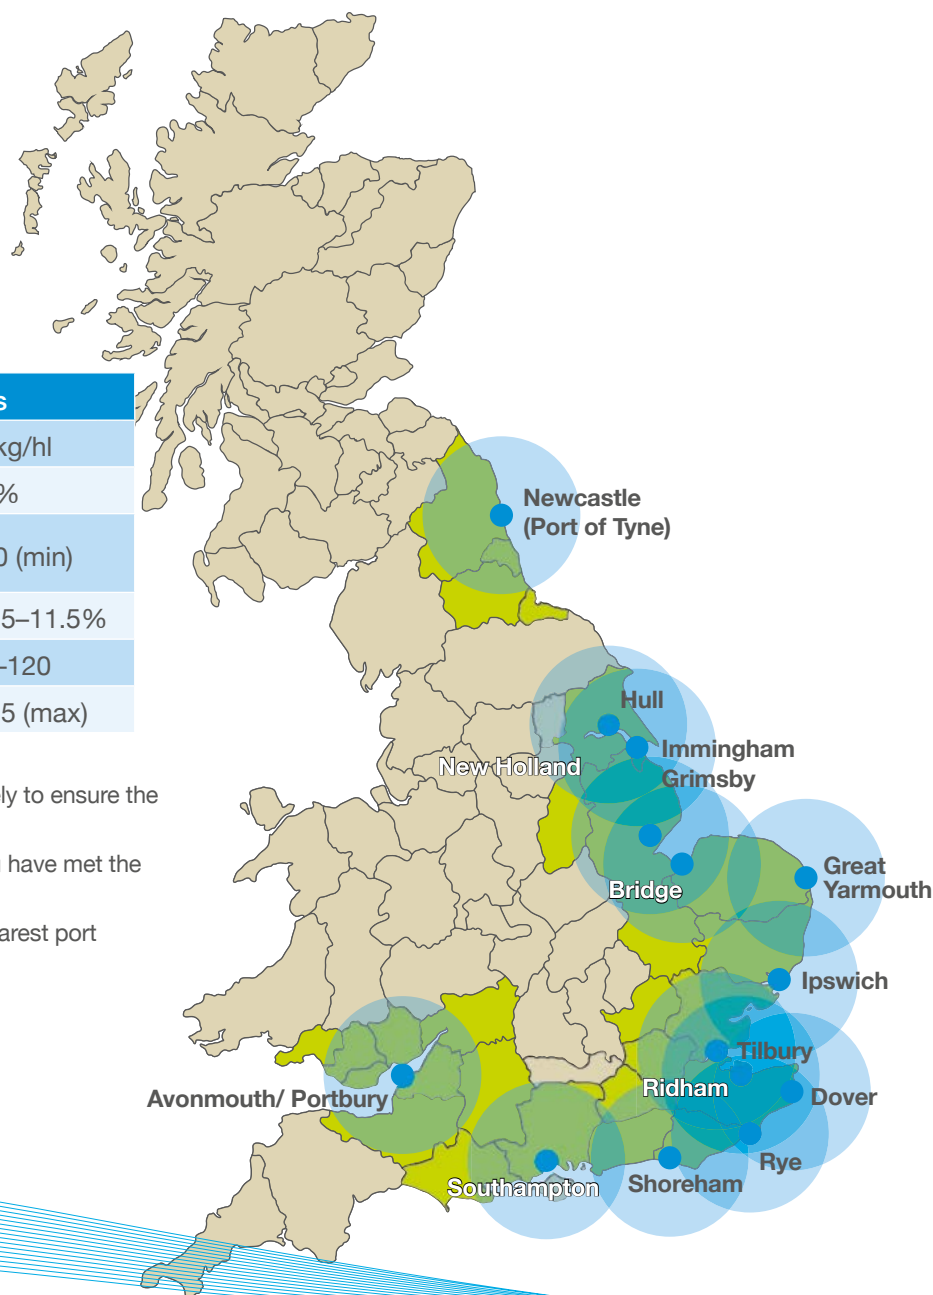 s
kg/hl
%
0 (min)
5–11.5%
–120
5 (max)
ely to ensure the
have met the
arest port
Newcastle
(Port of Tyne)
Hull
Immingham
New Holland
Grimsby
Bridge
Great
Yarmouth
Ipswich
Tilbury
Ridham
Dover
Avonmouth/ Portbury
Rye
Shoreham
Southampton